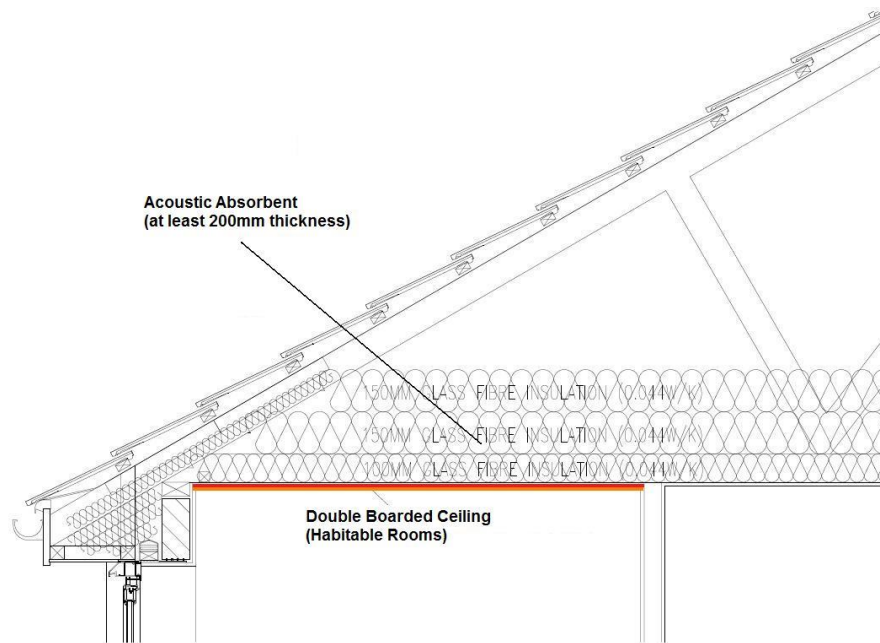 Acoustic Absorbent
(at least 200mm thickness)
150MM GLASS FIBRE INSULATION (0.044W/K)
150MM GLASS FIBRE INSULATION (0.044W/K)
100MM GLASS FIBRE INSULATION (0.044W/K)
Double Boarded Ceiling
(Habitable Rooms)